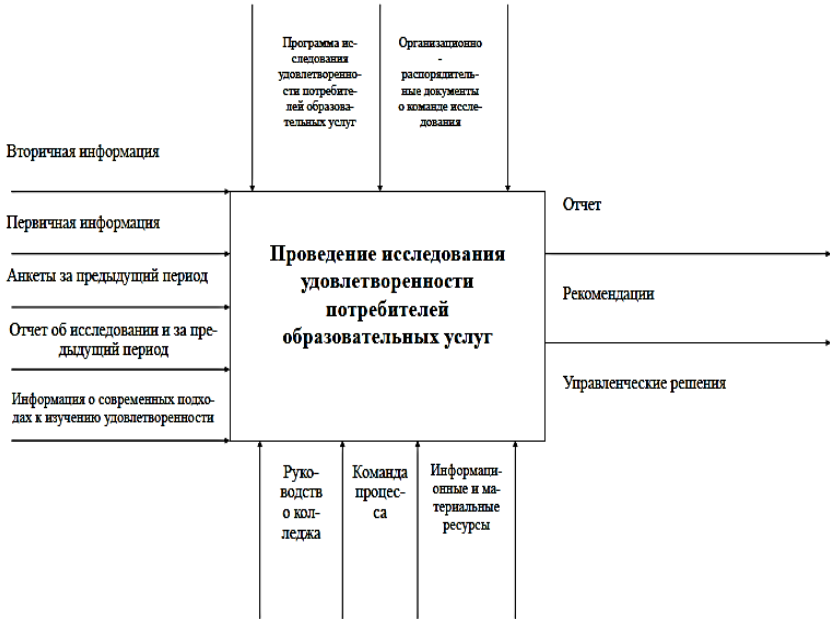 Программа ис-
следования
удовлетворенно-
сти потребите-
лей образова-
тельных услуг
Организационно
-
распорядитель-
ные документы
о команде иссле-
дования
Вторичная информация
Первичная информация
Анкеты за предыдущий период
Отчет об исследовании и за пре-
дыдущий период
Информация о современных подхо-
дах к изучению удовлетворенности
Проведение исследования
удовлетворенности
потребителей
образовательных услуг
Отчет
Рекомендации
Управленческие решения
Руко-
водств
о кол-
леджа
Команда
процес-
са
Информаци-
онные и ма-
териальные
ресурсы